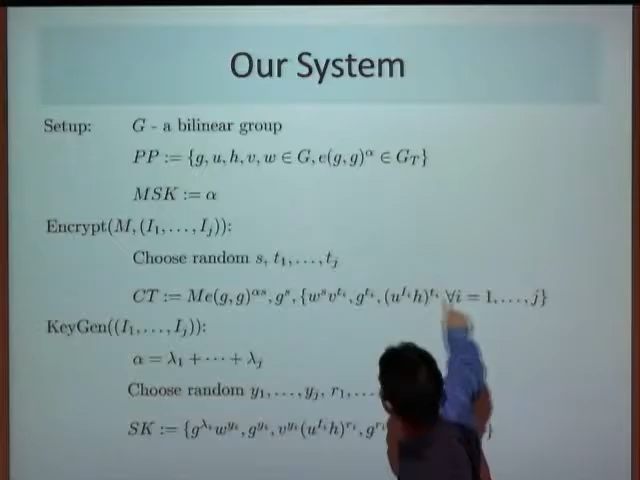 Our System
Setup: G - a bilinear group
PP := {g, u, h, v, w ∈ G, e(g, g)^α ∈ G_T}
MSK := α
Encrypt(M, (I_1, . . . , I_j)):
Choose random s, t_1, . . . , t_j
CT := Me(g, g)^{αs}, g^s, {w^s v^{t_i}, g^{t_i}, (u^{I_i} h)^{t_i} ∀i = 1, . . . , j}
KeyGen((I_1, . . . , I_j)):
α = λ_1 + · · · + λ_j
Choose random y_1, . . . , y_j, r_1, . . .
SK := {g^{λ_i} w^{y_i}, g^{y_i}, v^{y_i} (u^{I_i} h)^{r_i}, g^{r_i} }